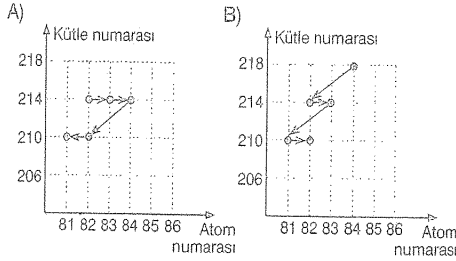 A)
Kütle numarası
218
214
210
206
81 82 83 84 85 86 Atom
numarası
B)
Kütle numarası
218
214
210
206
81 82 83 84 85 86 Atom
numarası